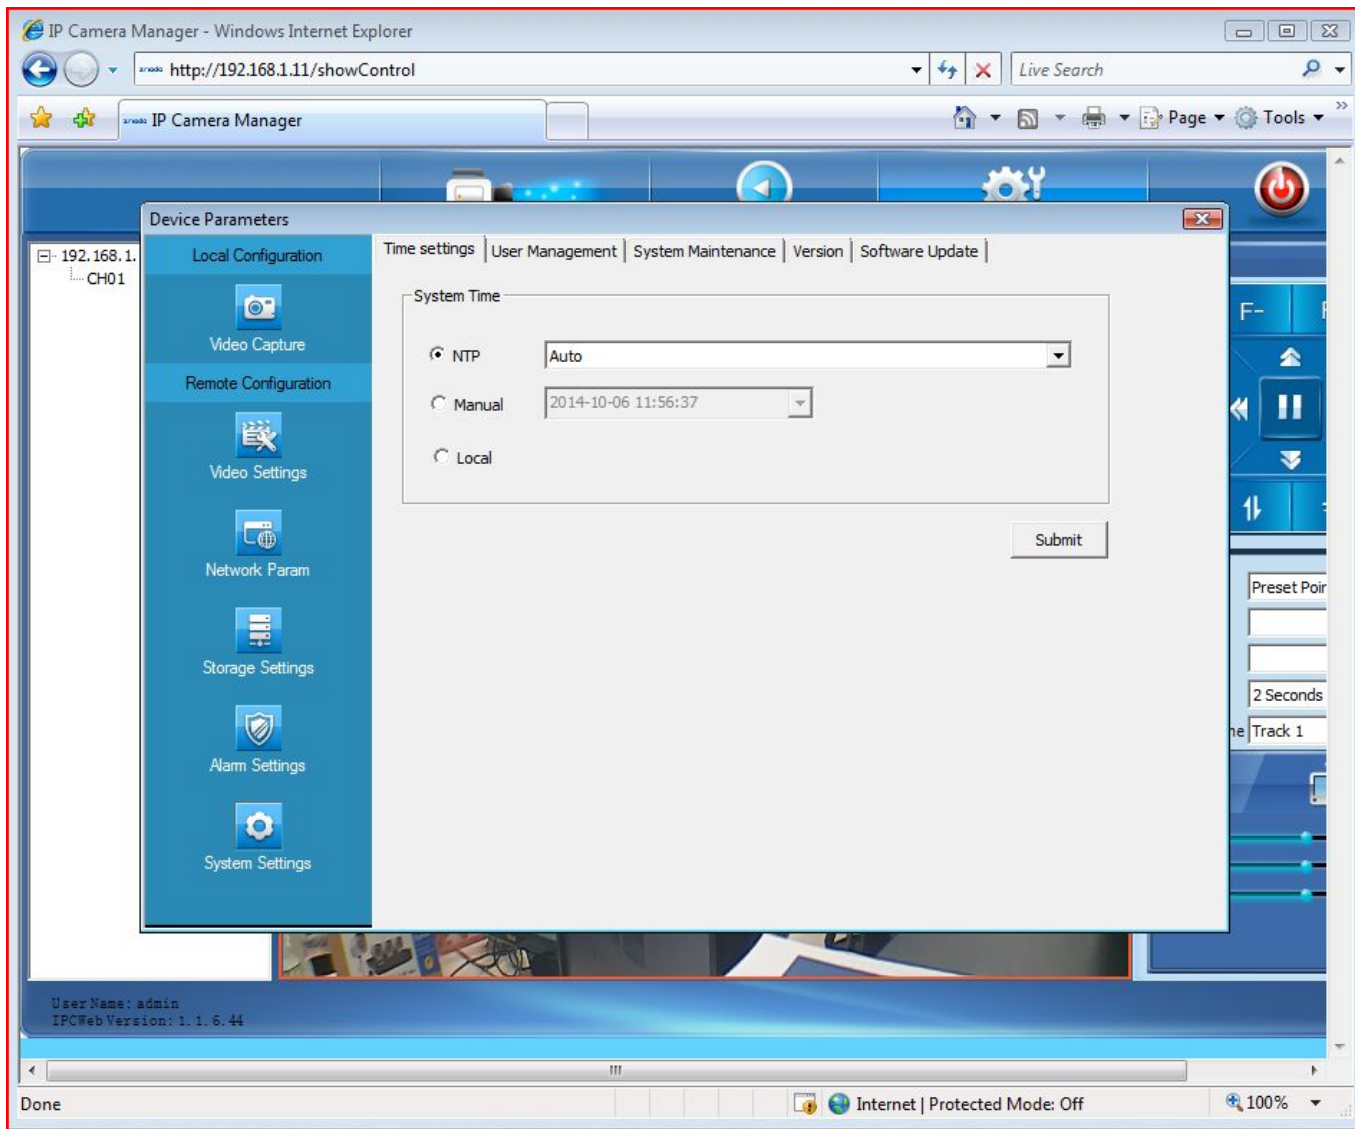 IP Camera Manager - Windows Internet Explorer
http://192.168.1.11/showControl
Live Search
IP Camera Manager
Page
Tools
Device Parameters
192.168.1.
CH01
Local Configuration
Video Capture
Remote Configuration
Video Settings
Network Param
Storage Settings
Alarm Settings
System Settings
Time settings User Management System Maintenance Version Software Update
System Time
NTP Auto
Manual 2014-10-06 11:56:37
Local
Submit
F-
Preset Poir
2 Seconds
Track 1
User Name: admin
IPCWeb Version: 1.1.6.44
Done
Internet | Protected Mode: Off
100%